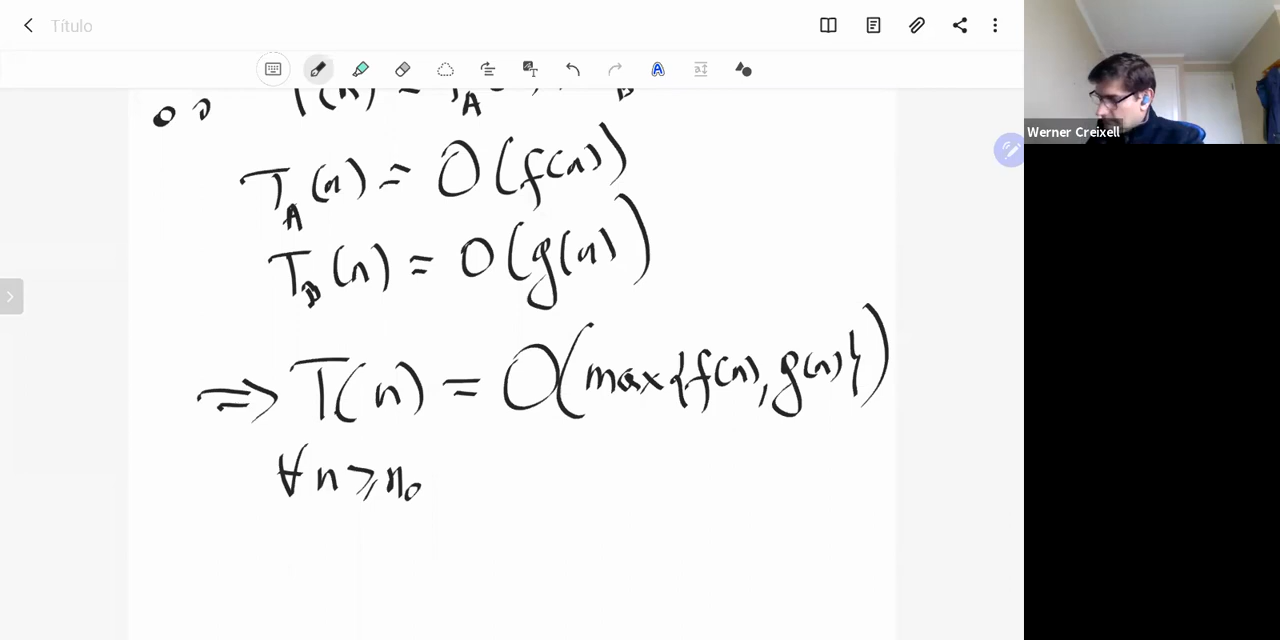 Título
Werner Creixell
T_A(n) = O(f(n))
T_B(n) = O(g(n))
⇒ T(n) = O(max{f(n), g(n)})
∀n ≥ n₀